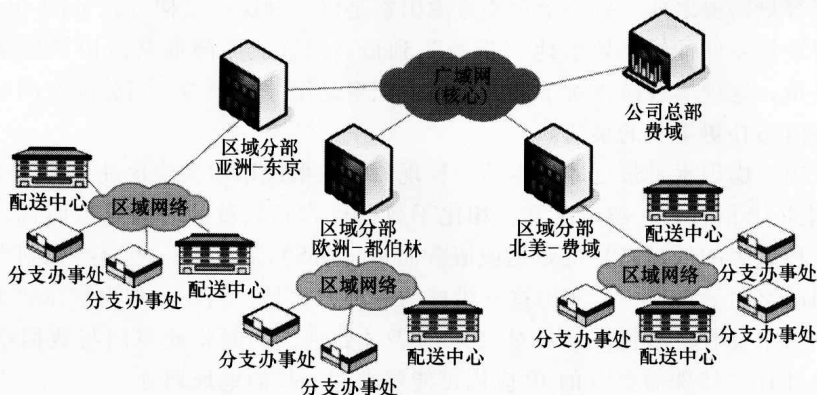 广域网
(核心)
公司总部
费城
区域分部
亚洲-东京
区域分部
欧洲-都伯林
区域分部
北美-费城
配送中心
区域网络
分支办事处
分支办事处
配送中心
区域网络
分支办事处
分支办事处
配送中心
配送中心
分支办事处
区域网络
分支办事处
配送中心
分支办事处